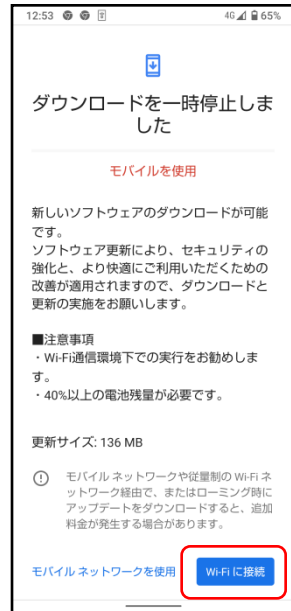 12:53 4G 65%
ダウンロードを一時停止しま
した
モバイルを使用
新しいソフトウェアのダウンロードが可能
です。
ソフトウェア更新により、セキュリティの
強化と、より快適にご利用いただくための
改善が適用されますので、ダウンロードと
更新の実施をお願いします。
■注意事項
・Wi-Fi通信環境下での実行をお勧めしま
す。
・40%以上の電池残量が必要です。
更新サイズ: 136 MB
モバイル ネットワークや従量制の Wi-Fi ネ
ットワーク経由で、またはローミング時に
アップデートをダウンロードすると、追加
料金が発生する場合があります。
モバイル ネットワークを使用 Wi-Fi に接続